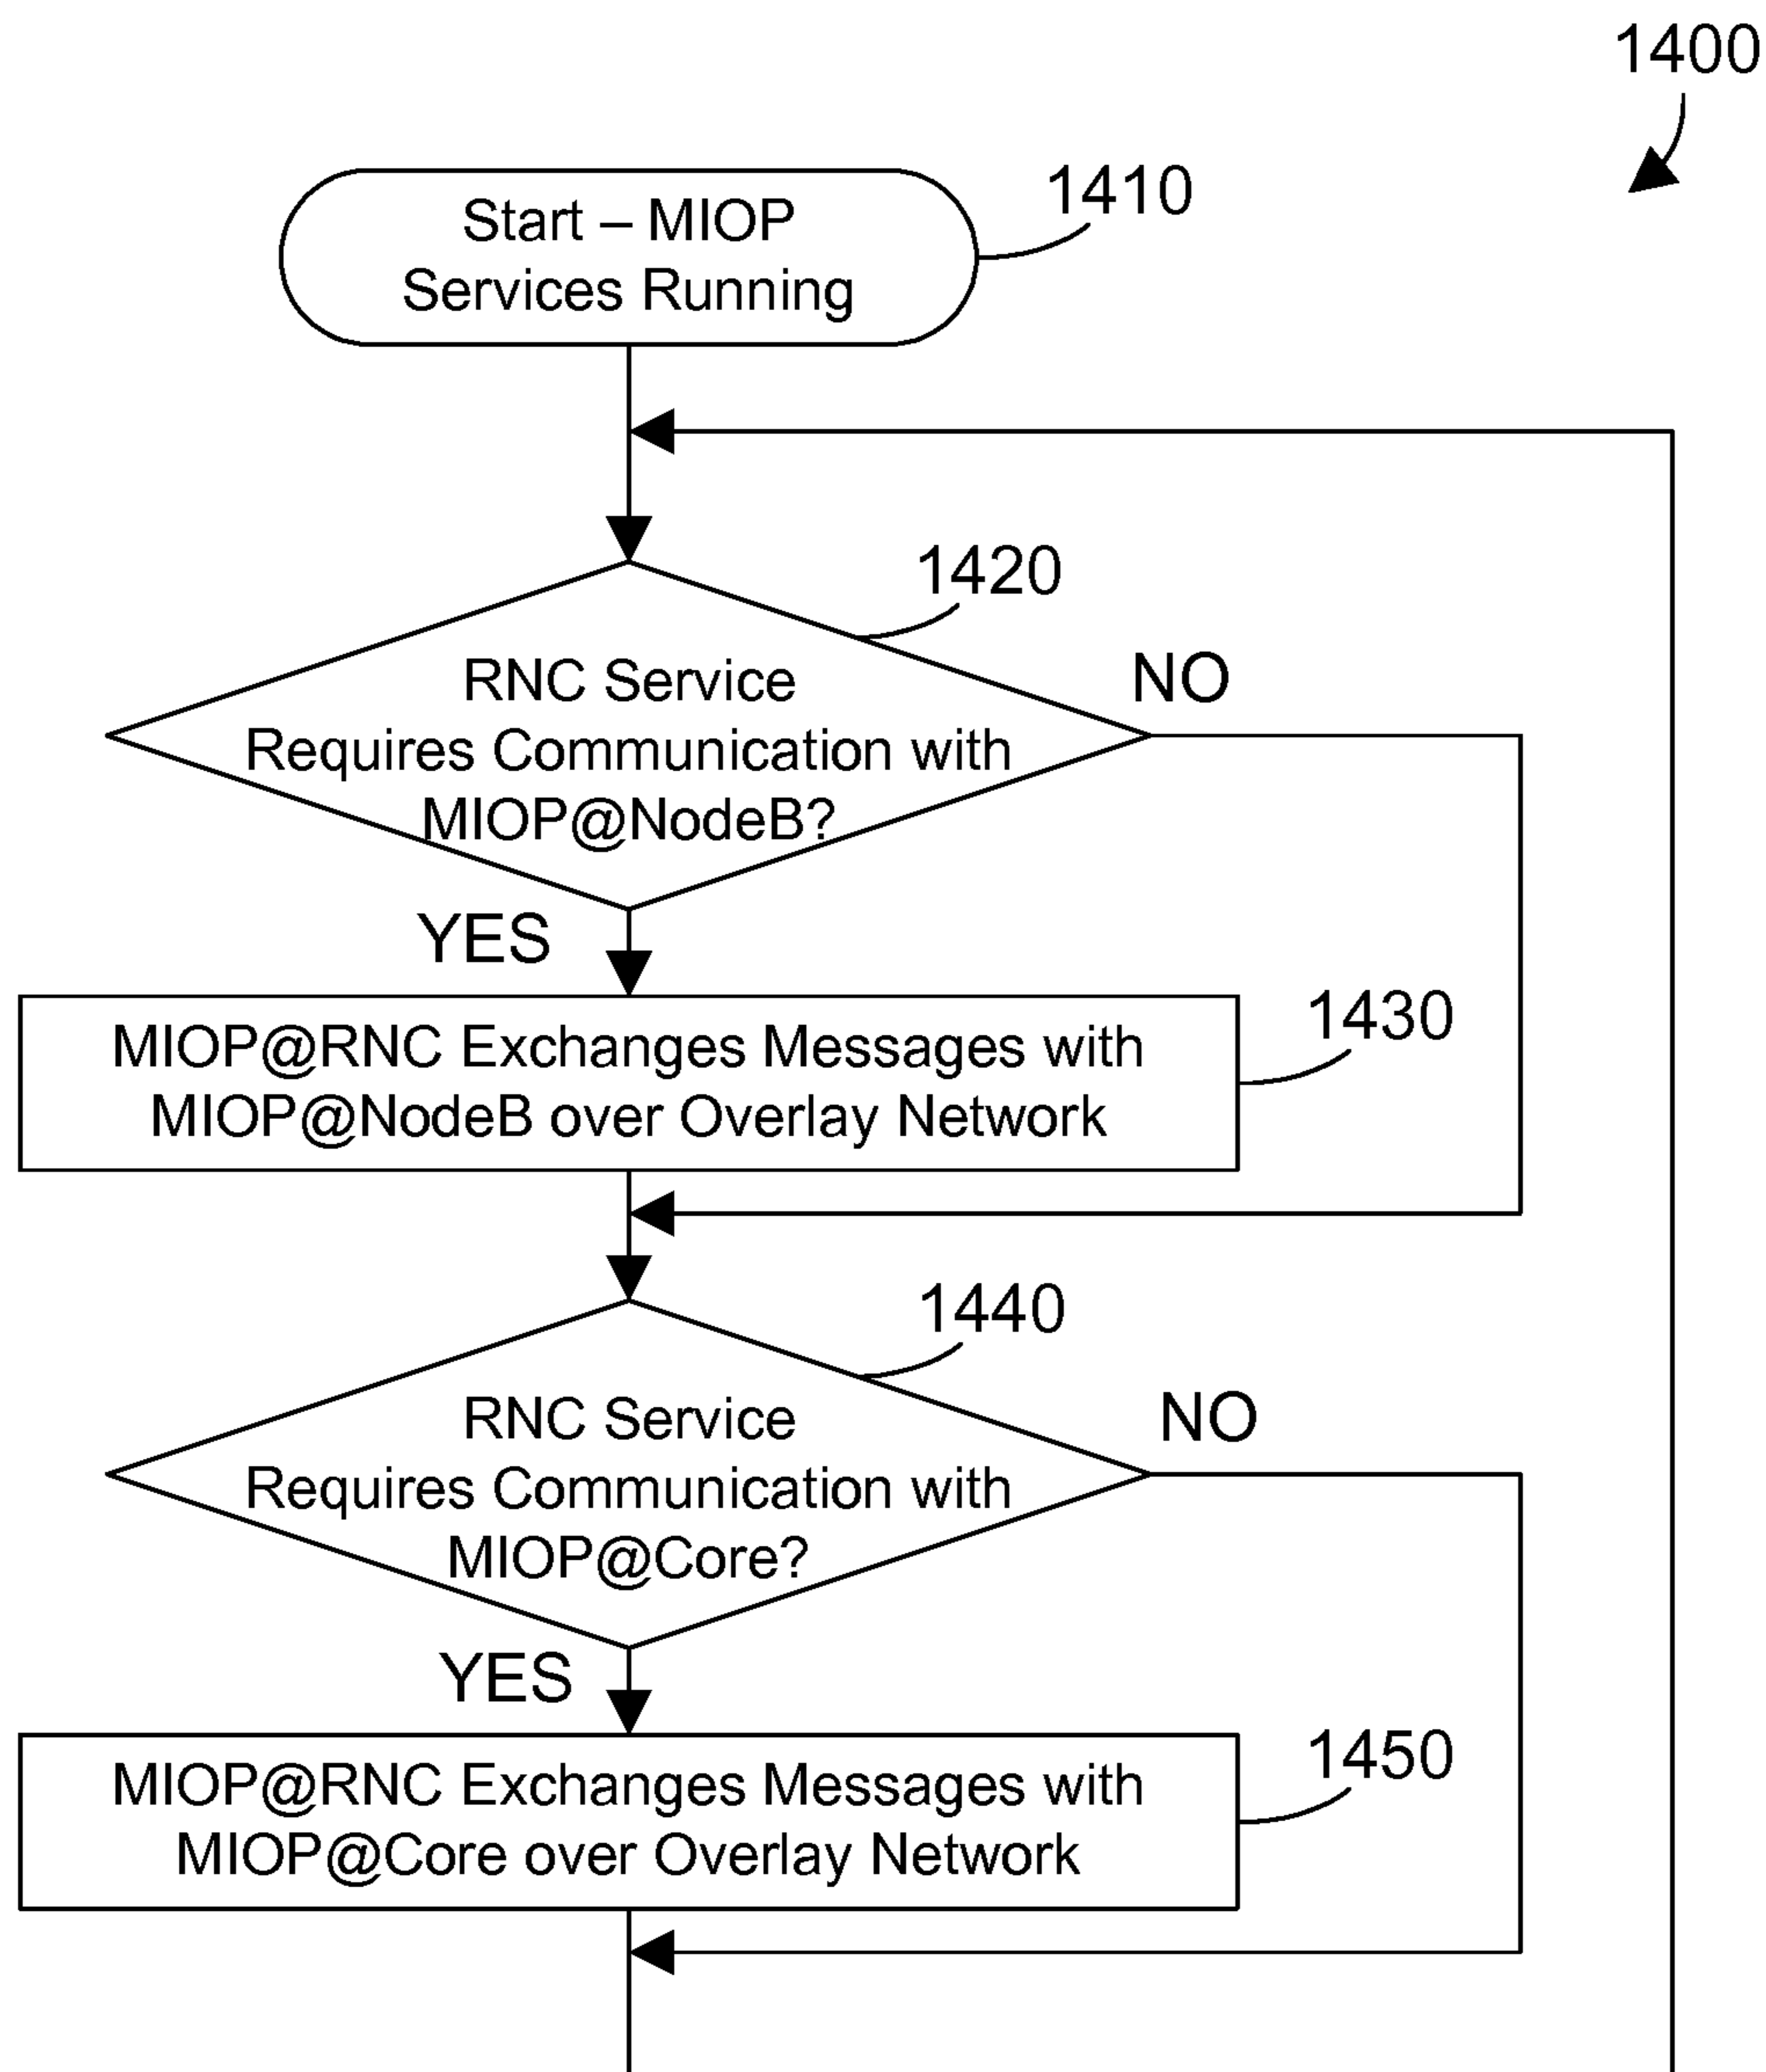 1400
1410
Start – MIOP
Services Running
1420
RNC Service
Requires Communication with
MIOP@NodeB?
NO
YES
1430
MIOP@RNC Exchanges Messages with
MIOP@NodeB over Overlay Network
1440
RNC Service
Requires Communication with
MIOP@Core?
NO
YES
1450
MIOP@RNC Exchanges Messages with
MIOP@Core over Overlay Network